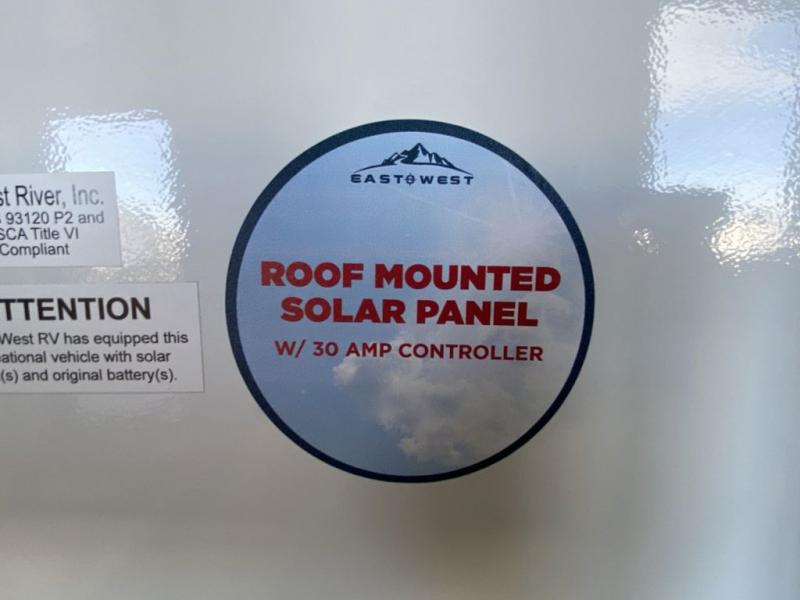 st River, Inc.
93120 P2 and
SCA Title VI
Compliant
TTENTION
West RV has equipped this
ational vehicle with solar
(s) and original battery(s).
EAST WEST
ROOF MOUNTED
SOLAR PANEL
W/ 30 AMP CONTROLLER